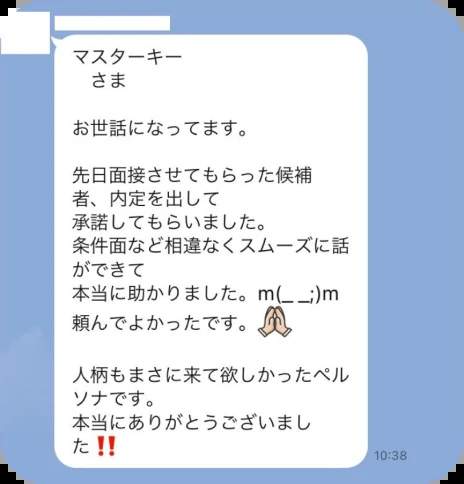 マスターキー
さま
お世話になってます。
先日面接させてもらった候補
者、内定を出して
承諾してもらいました。
条件面など相違なくスムーズに話
ができて
本当に助かりました。m(_ _;)m
頼んでよかったです。🙏🏻
人柄もまさに来て欲しかったペル
ソナです。
本当にありがとうございまし
た‼️
10:38